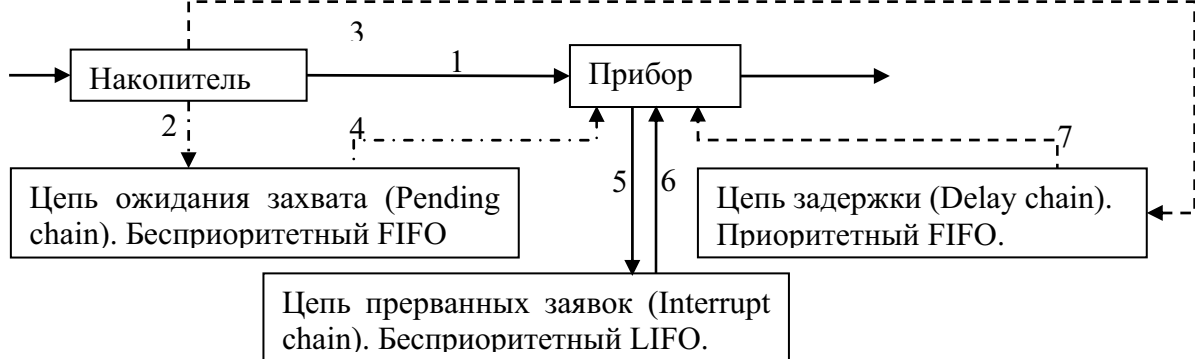 3
Накопитель
1
Прибор
2
4
7
5
6
Цепь ожидания захвата (Pending
chain). Бесприоритетный FIFO
Цепь задержки (Delay chain).
Приоритетный FIFO.
Цепь прерванных заявок (Interrupt
chain). Бесприоритетный LIFO.